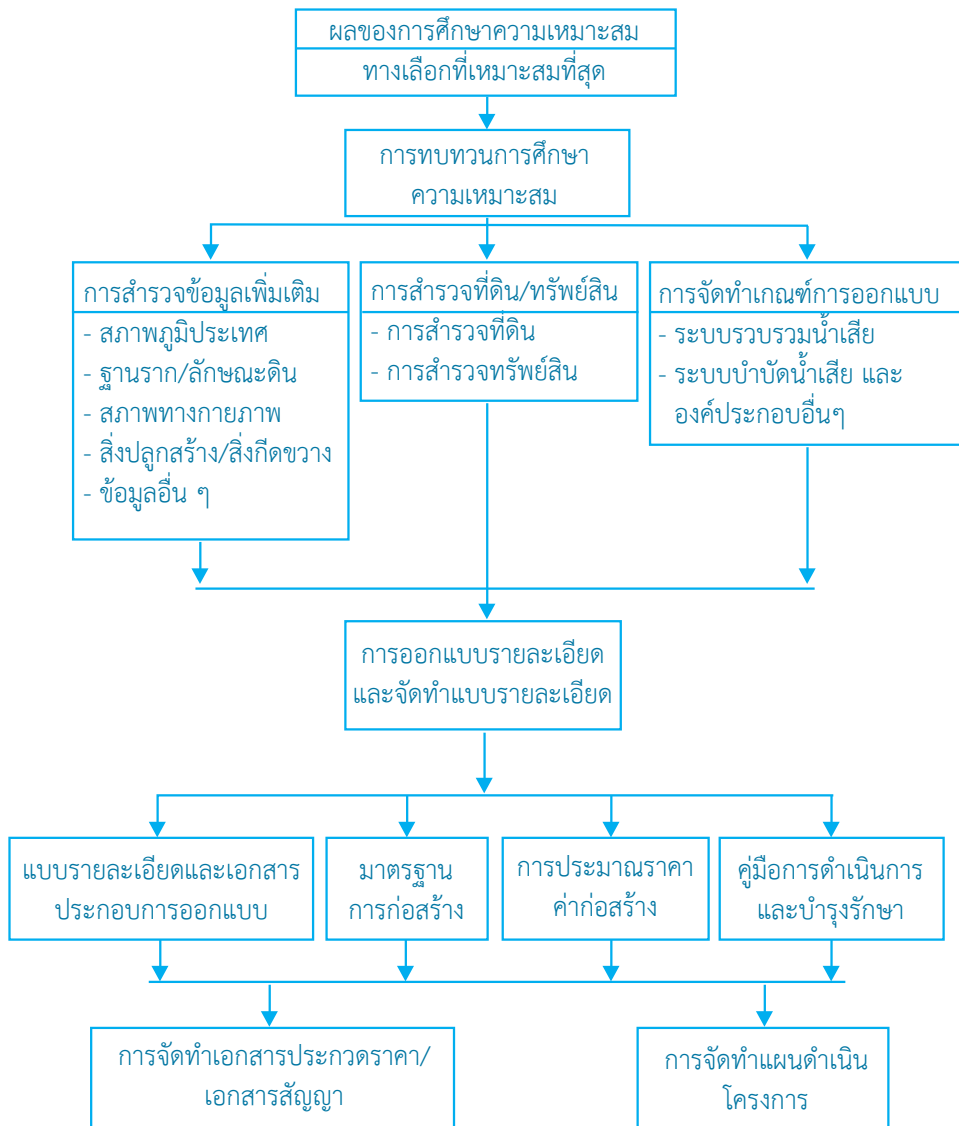 ผลของการศึกษาความเหมาะสม
ทางเลือกที่เหมาะสมที่สุด
การทบทวนการศึกษา
ความเหมาะสม
การสำรวจข้อมูลเพิ่มเติม
- สภาพภูมิประเทศ
- ฐานราก/ลักษณะดิน
- สภาพทางกายภาพ
- สิ่งปลูกสร้าง/สิ่งกีดขวาง
- ข้อมูลอื่น ๆ
การสำรวจที่ดิน/ทรัพย์สิน
- การสำรวจที่ดิน
- การสำรวจทรัพย์สิน
การจัดทำเกณฑ์การออกแบบ
- ระบบรวบรวมน้ำเสีย
- ระบบบำบัดน้ำเสีย และ
องค์ประกอบอื่นๆ
การออกแบบรายละเอียด
และจัดทำแบบรายละเอียด
แบบรายละเอียดและเอกสาร
ประกอบการออกแบบ
มาตรฐาน
การก่อสร้าง
การประมาณราคา
ค่าก่อสร้าง
คู่มือการดำเนินการ
และบำรุงรักษา
การจัดทำเอกสารประกวดราคา/
เอกสารสัญญา
การจัดทำแผนดำเนิน
โครงการ